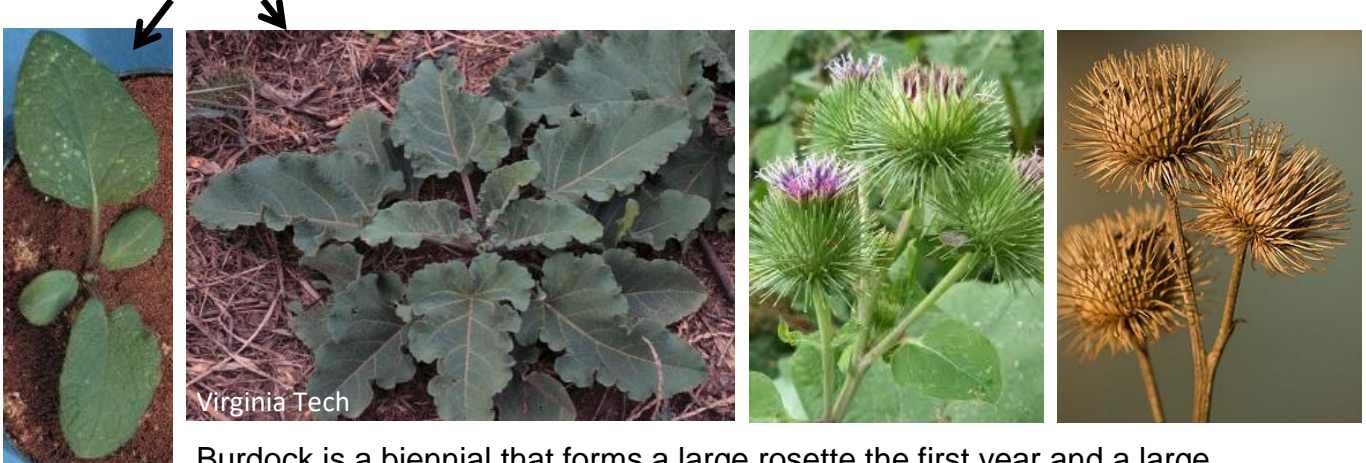 Virginia Tech
Burdock is a biennial that forms a large rosette the first year and a large